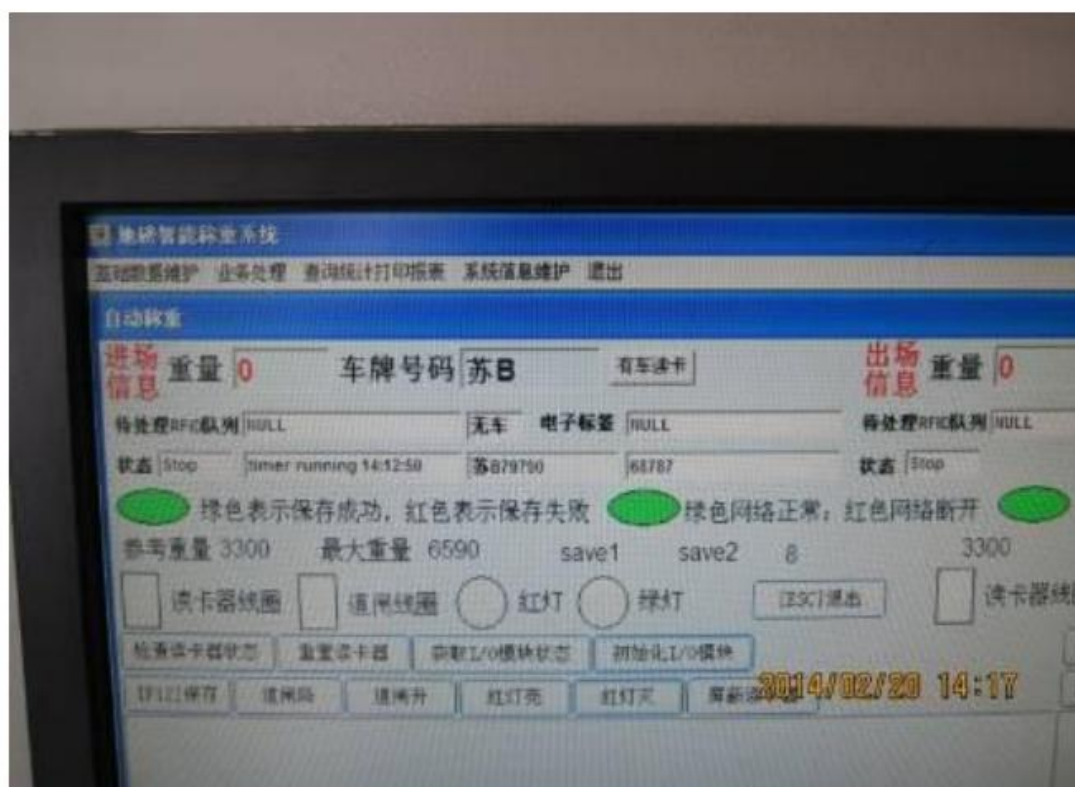 地磅智能称重系统
基础数据维护 业务处理 查询统计打印报表 系统信息维护 退出
自动称重
进场信息 重量 0 车牌号码 苏B 有车读卡 出场信息 重量 0
待处理RFID队列 NULL 无车 电子标签 NULL 待处理RFID队列 NULL
状态 Stop timer running 14:12:50 苏B79790 68787 状态 Stop
绿色表示保存成功，红色表示保存失败 绿色网络正常；红色网络断开
参考重量 3300 最大重量 6590 save1 save2 8 3300
读卡器线圈 道闸线圈 红灯 绿灯 [ESC]退出 读卡器线圈
检查读卡器状态 重置读卡器 获取I/O模块状态 初始化I/O模块
[F12]保存 道闸 道闸升 红灯亮 红灯灭 屏蔽
2014/02/20 14:17